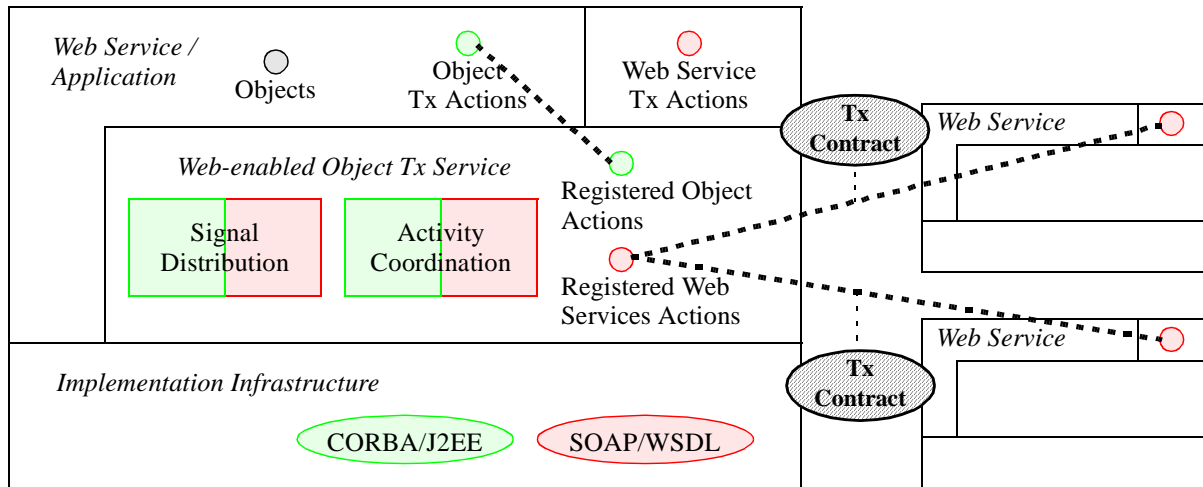 Web Service /
Application
Objects
Object
Tx Actions
Web Service
Tx Actions
Tx
Contract
Web Service
Web-enabled Object Tx Service
Registered Object
Actions
Signal
Distribution
Activity
Coordination
Registered Web
Services Actions
Web Service
Tx
Contract
Implementation Infrastructure
CORBA/J2EE
SOAP/WSDL